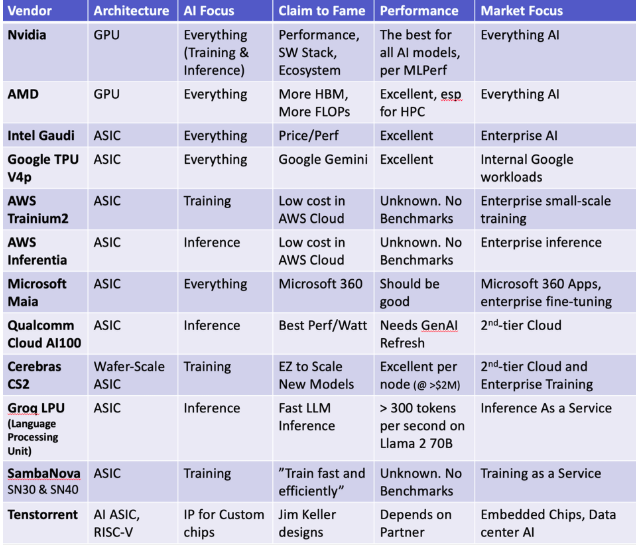 Vendor Architecture AI Focus Claim to Fame Performance Market Focus
Nvidia GPU Everything Performance, The best for Everything AI
(Training & SW Stack, all AI models,
Inference) Ecosystem per MLPerf
AMD GPU Everything More HBM, Excellent, esp Everything AI
More FLOPs for HPC
Intel Gaudi ASIC Everything Price/Perf Excellent Enterprise AI
Google TPU ASIC Everything Google Gemini Excellent Internal Google
V4p workloads
AWS ASIC Training Low cost in Unknown. No Enterprise small-scale
Trainium2 AWS Cloud Benchmarks training
AWS ASIC Inference Low cost in Unknown. No Enterprise inference
Inferentia AWS Cloud Benchmarks
Microsoft ASIC Everything Microsoft 360 Should be Microsoft 360 Apps,
Maia good enterprise fine-tuning
Qualcomm ASIC Inference Best Perf/Watt Needs GenAI 2nd-tier Cloud
Cloud AI100 Refresh
Cerebras Wafer-Scale Training EZ to Scale Excellent per 2nd-tier Cloud and
CS2 ASIC New Models node (@ >$2M) Enterprise Training
Groq LPU ASIC Inference Fast LLM > 300 tokens Inference As a Service
(Language Inference per second on
Processing Llama 2 70B
Unit)
SambaNova ASIC Training ”Train fast and Unknown. No Training as a Service
SN30 & SN40 efficiently” Benchmarks
Tenstorrent AI ASIC, IP for Custom Jim Keller Depends on Embedded Chips, Data
RISC-V chips designs Partner center AI